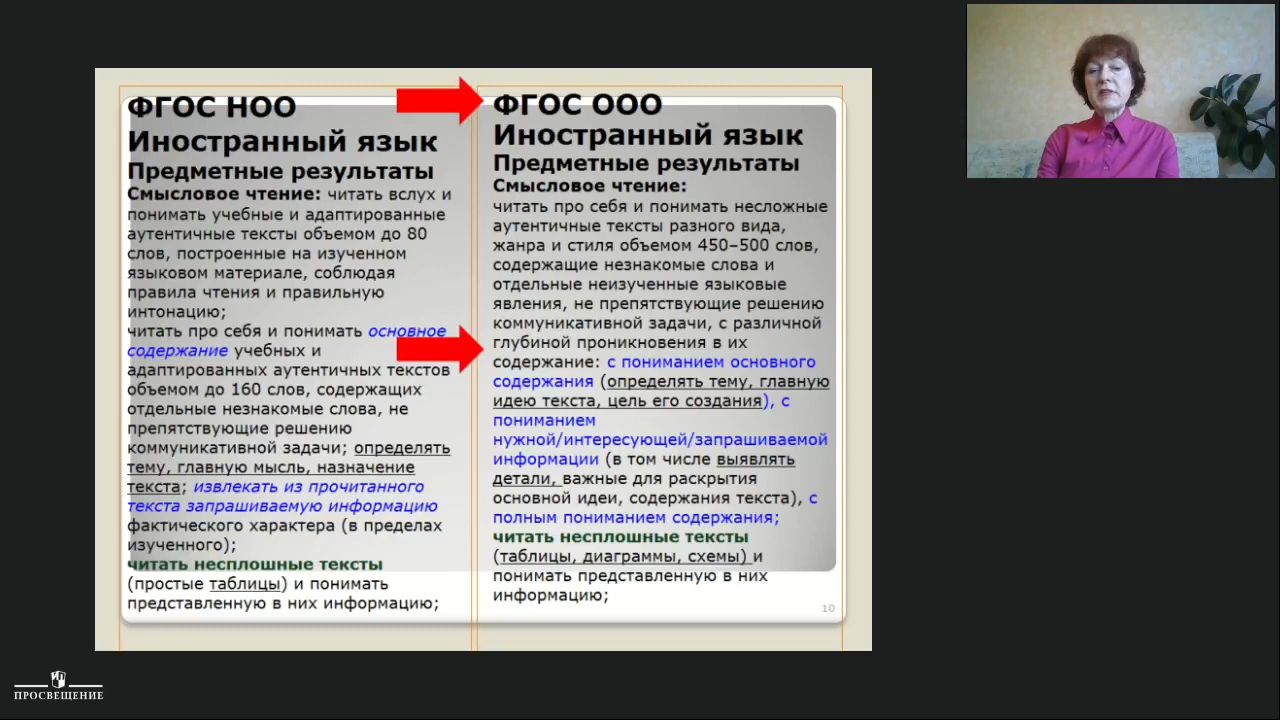 ФГОС НОО
Иностранный язык
Предметные результаты
Смысловое чтение: читать вслух и
понимать учебные и адаптированные
аутентичные тексты объемом до 80
слов, построенные на изученном
языковом материале, соблюдая
правила чтения и правильную
интонацию;
читать про себя и понимать основное
содержание учебных и
адаптированных аутентичных текстов
объемом до 160 слов, содержащих
отдельные незнакомые слова, не
препятствующие решению
коммуникативной задачи; определять
тему, главную мысль, назначение
текста; извлекать из прочитанного
текста запрашиваемую информацию
фактического характера (в пределах
изученного);
читать несплошные тексты
(простые таблицы) и понимать
представленную в них информацию;
ФГОС ООО
Иностранный язык
Предметные результаты
Смысловое чтение:
читать про себя и понимать несложные
аутентичные тексты разного вида,
жанра и стиля объемом 450–500 слов,
содержащие незнакомые слова и
отдельные неизученные языковые
явления, не препятствующие решению
коммуникативной задачи, с различной
глубиной проникновения в их
содержание: с пониманием основного
содержания (определять тему, главную
идею текста, цель его создания), с
пониманием
нужной/интересующей/запрашиваемой
информации (в том числе выявлять
детали, важные для раскрытия
основной идеи, содержания текста), с
полным пониманием содержания;
читать несплошные тексты
(таблицы, диаграммы, схемы) и
понимать представленную в них
информацию;
10
ПРОСВЕЩЕНИЕ